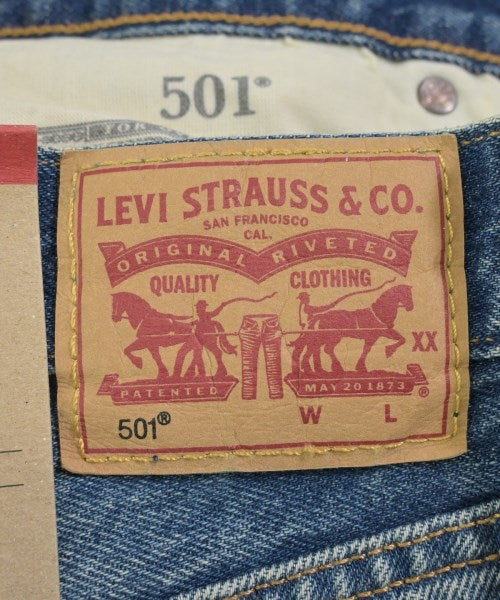 501®
LEVI STRAUSS & CO.
SAN FRANCISCO
CAL.
ORIGINAL RIVETED
QUALITY CLOTHING
XX
PATENTED MAY 20 1873
501® W L